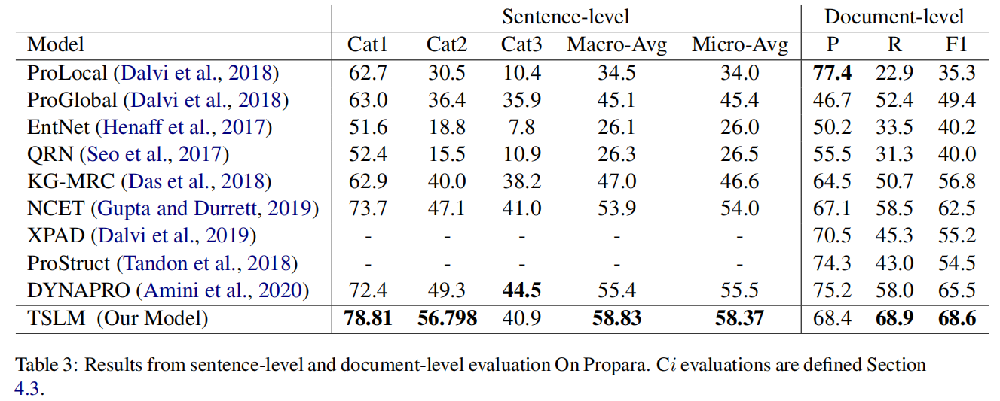 Sentence-level Document-level
Model Cat1 Cat2 Cat3 Macro-Avg Micro-Avg P R F1
ProLocal (Dalvi et al., 2018) 62.7 30.5 10.4 34.5 34.0 77.4 22.9 35.3
ProGlobal (Dalvi et al., 2018) 63.0 36.4 35.9 45.1 45.4 46.7 52.4 49.4
EntNet (Henaff et al., 2017) 51.6 18.8 7.8 26.1 26.0 50.2 33.5 40.2
QRN (Seo et al., 2017) 52.4 15.5 10.9 26.3 26.5 55.5 31.3 40.0
KG-MRC (Das et al., 2018) 62.9 40.0 38.2 47.0 46.6 64.5 50.7 56.8
NCET (Gupta and Durrett, 2019) 73.7 47.1 41.0 53.9 54.0 67.1 58.5 62.5
XPAD (Dalvi et al., 2019) - - - - - 70.5 45.3 55.2
ProStruct (Tandon et al., 2018) - - - - - 74.3 43.0 54.5
DYNAPRO (Amini et al., 2020) 72.4 49.3 44.5 55.4 55.5 75.2 58.0 65.5
TSLM (Our Model) 78.81 56.798 40.9 58.83 58.37 68.4 68.9 68.6
Table 3: Results from sentence-level and document-level evaluation On Propara. Ci evaluations are defined Section
4.3.